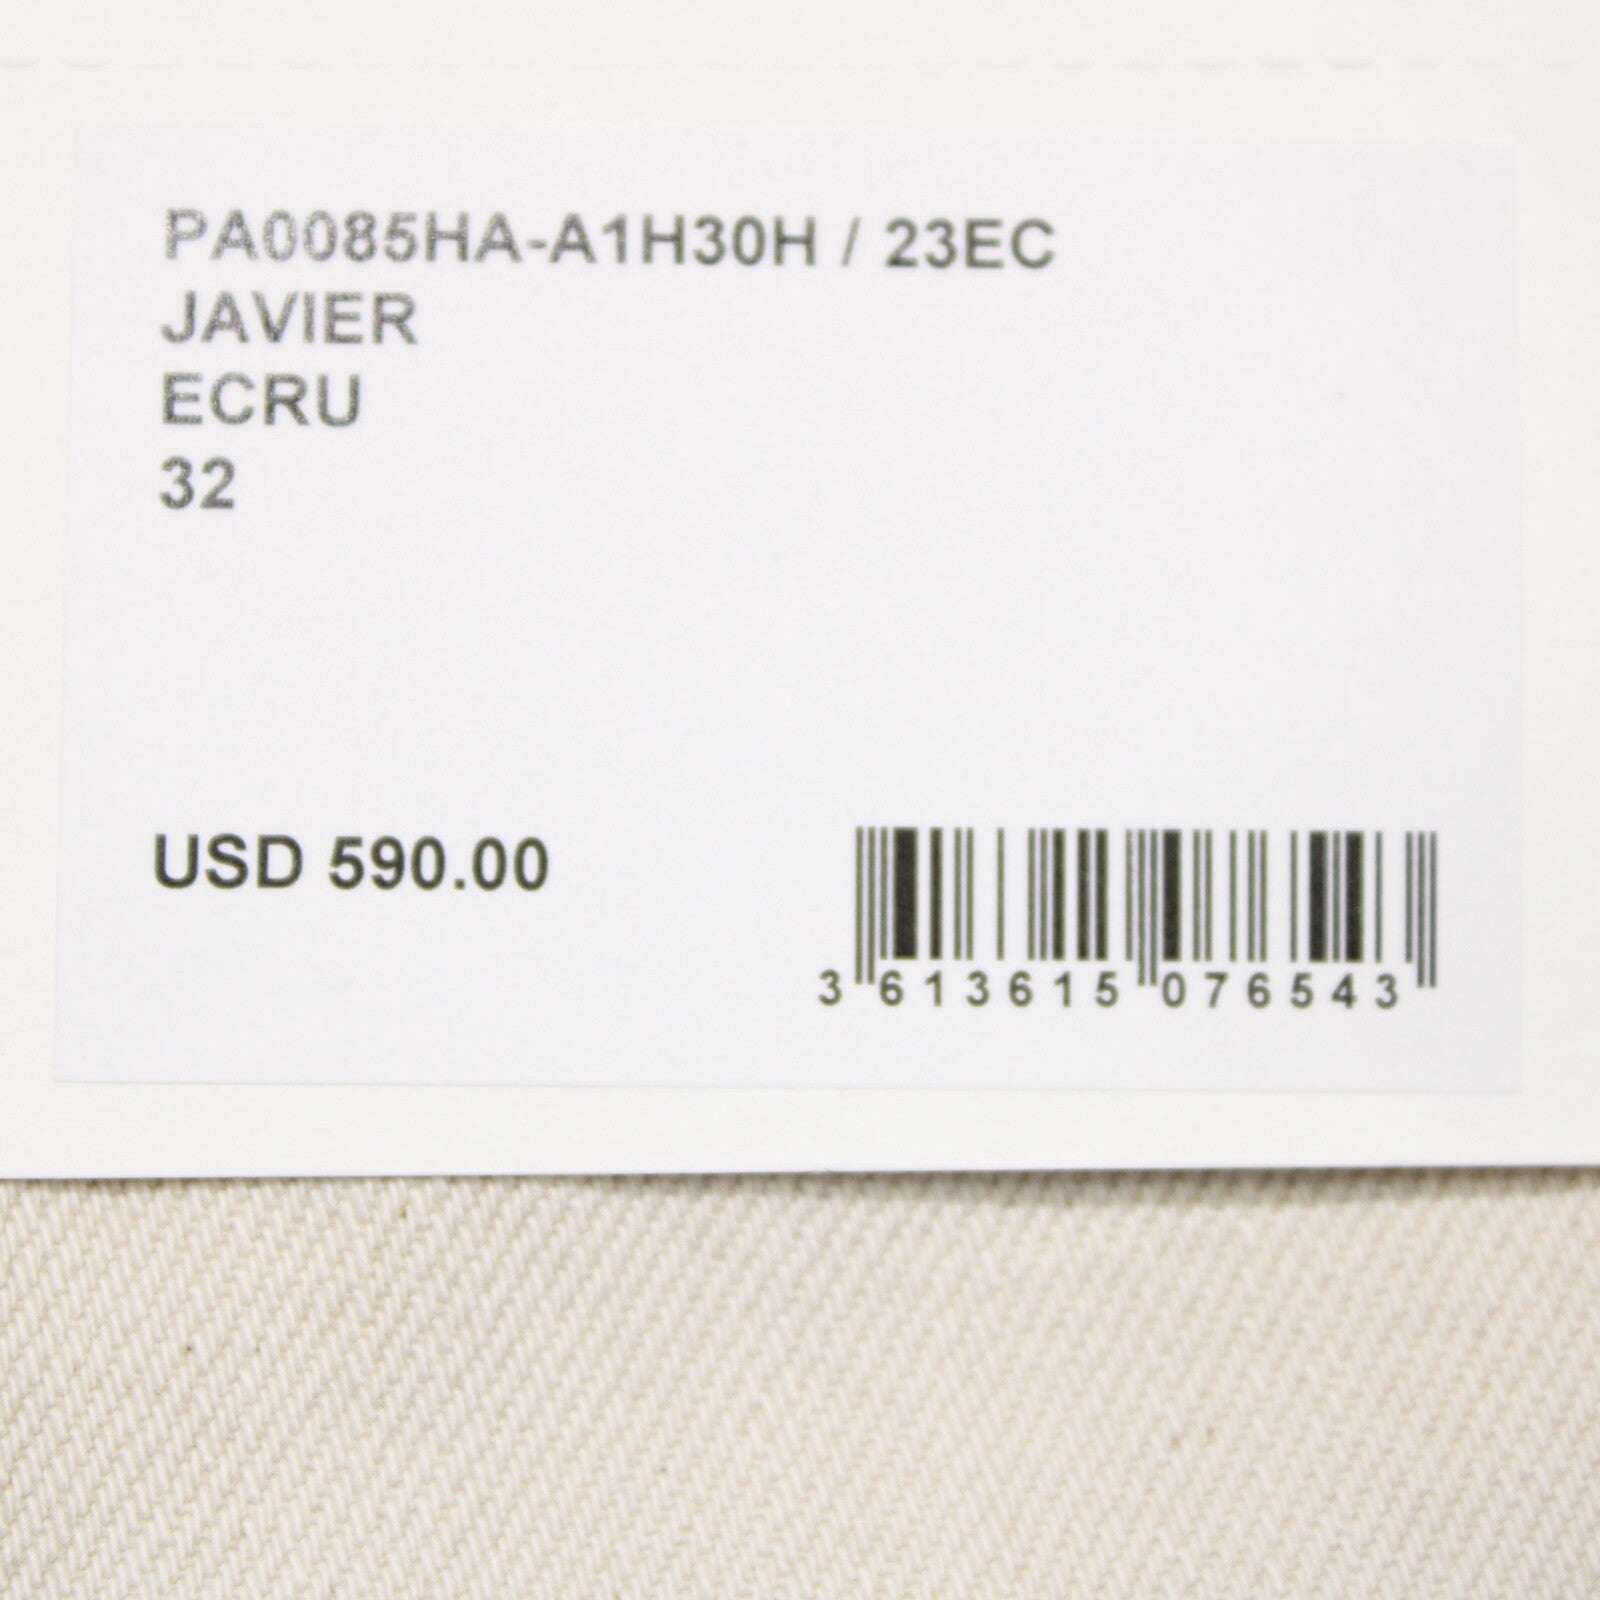 PA0085HA-A1H30H / 23EC
JAVIER
ECRU
32
USD 590.00
3 613615 076543